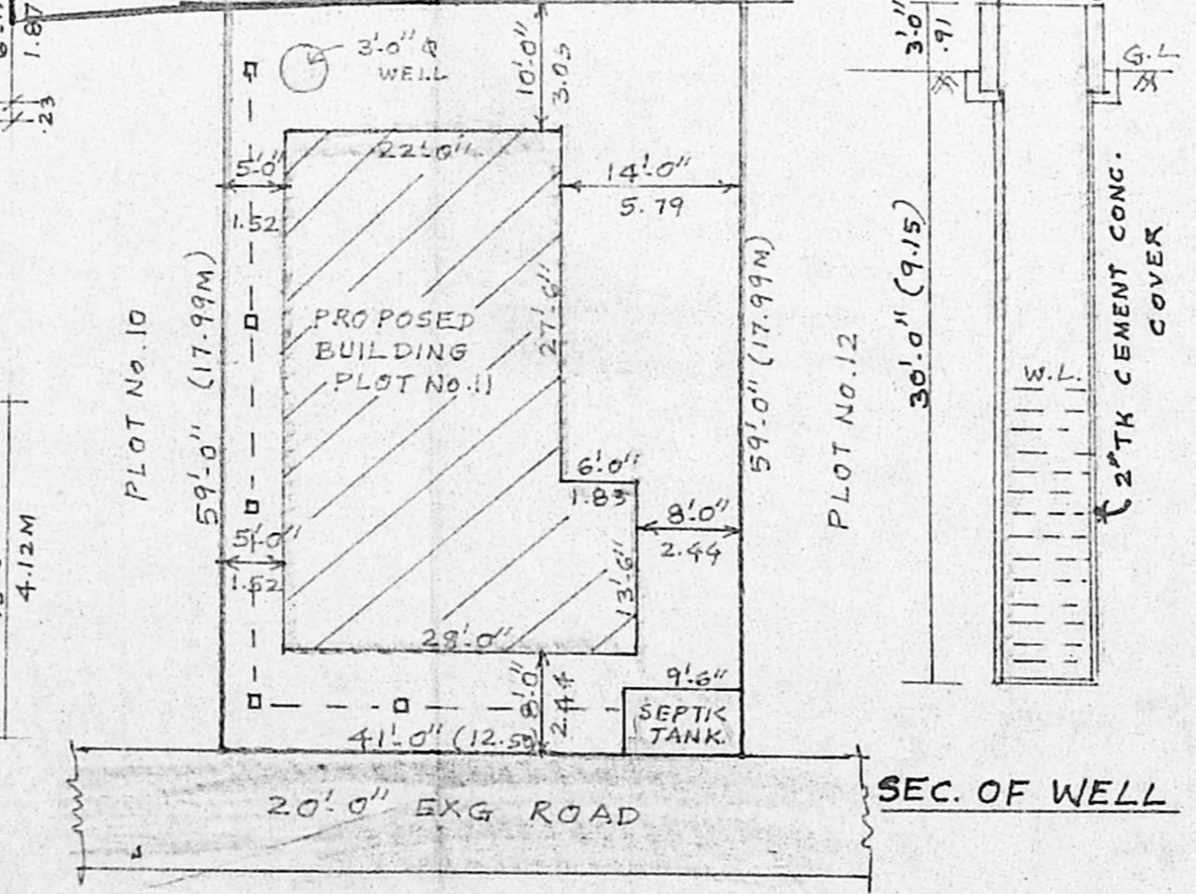 1.87
.23
4.12M
3'-0" Φ
WELL
10'-0"
3.05
5'-0"
1.52
22'-0"
14'-0"
5.79
PLOT No.10
59'-0" (17.99M)
PROPOSED
BUILDING
PLOT No.11
27'-6"
59'-0" (17.99M)
PLOT No.12
6'-0"
1.83
8'-0"
2.44
5'-0"
1.52
13'-6"
28'-0"
8'-0"
2.44
9'-6"
SEPTIK
TANK
41'-0" (12.50
20'-0" EXG ROAD
3'-0"
.91
G.L
30'-0" (9.15)
W.L.
2"TK CEMENT CONC.
COVER
SEC. OF WELL